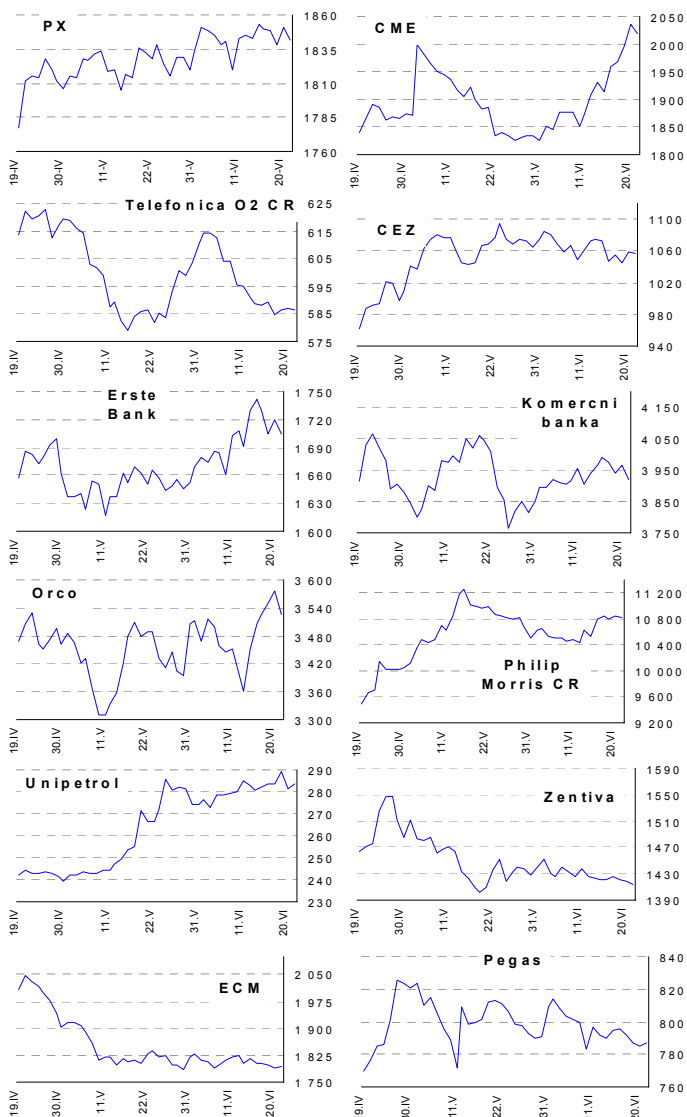 PX
1860
1835
1810
1785
1760
19-IV
30-IV
11-V
22-V
31-V
11-VI
20-VI
CME
2050
2000
1950
1900
1850
1800
19.IV
30.IV
11.V
22.V
31.V
11.VI
20.VI
Telefonica O2 CR
625
615
605
595
585
575
19.IV
30.IV
11.V
22.V
31.V
11.VI
20.VI
CEZ
1100
1060
1020
980
940
19.IV
30.IV
11.V
22.V
31.V
11.VI
20.VI
Erste
Bank
1 750
1 720
1 690
1 660
1 630
1 600
19.IV
30.IV
11.V
22.V
31.V
11.VI
20.VI
Komercni
banka
4 150
4 050
3 950
3 850
3 750
19.IV
30.IV
11.V
22.V
31.V
11.VI
20.VI
Orco
3 600
3 540
3 480
3 420
3 360
3 300
19.IV
30.IV
11.V
22.V
31.V
11.VI
20.VI
Philip
Morris CR
11 200
10 800
10 400
10 000
9 600
9 200
19.IV
30.IV
11.V
22.V
31.V
11.VI
20.VI
Unipetrol
290
280
270
260
250
240
230
19.IV
30.IV
11.V
22.V
31.V
11.VI
20.VI
Zentiva
1590
1550
1510
1470
1430
1390
19.IV
30.IV
11.V
22.V
31.V
11.VI
20.VI
ECM
2 050
1 975
1 900
1 825
1 750
19.IV
30.IV
11.V
22.V
31.V
11.VI
20.VI
Pegas
840
820
800
780
760
19.IV
30.IV
11.V
22.V
31.V
11.VI
20.VI